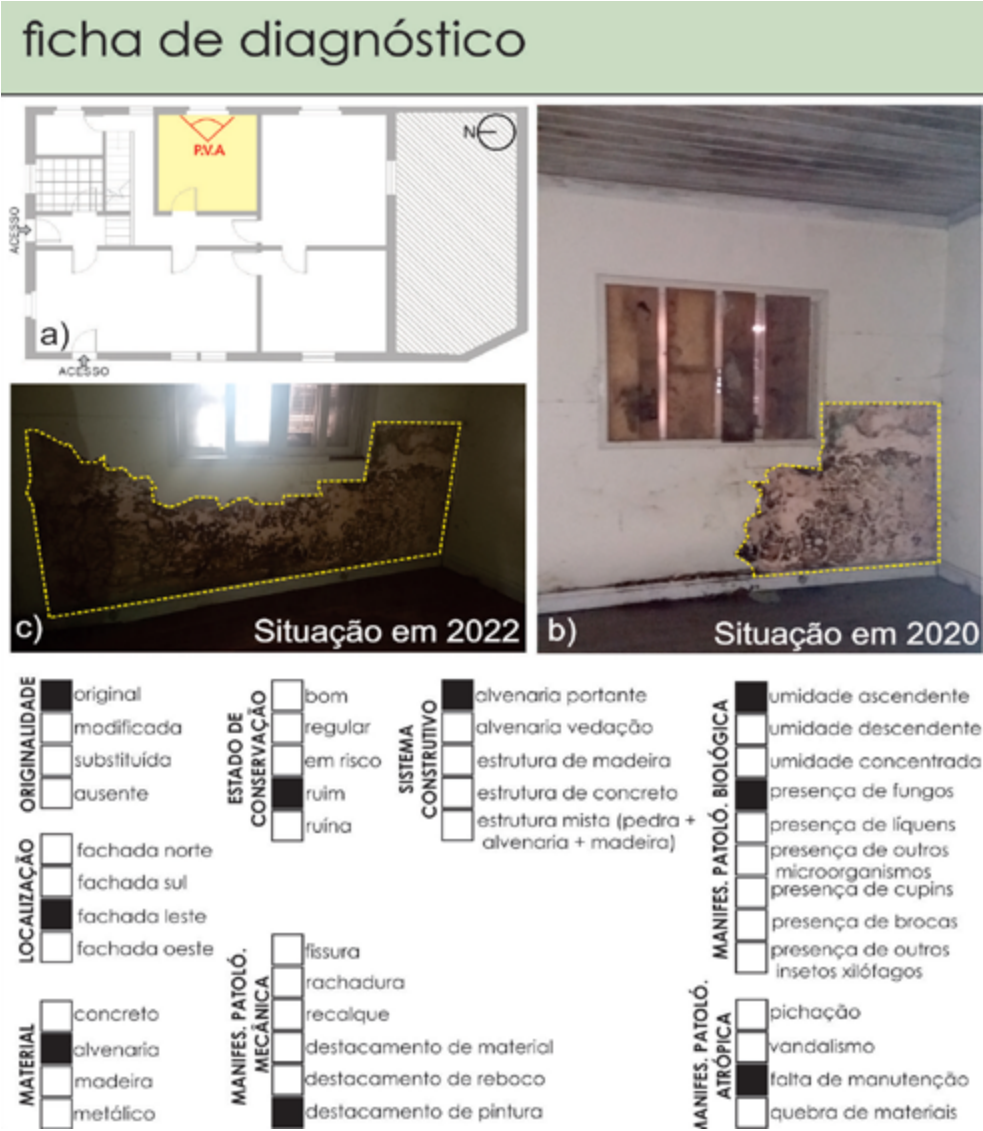 ficha de diagnóstico
N
P.V.A
ACESSO
a)
ACESSO
c)
Situação em 2022
b)
Situação em 2020
ORIGINALIDADE
original
modificada
substituída
ausente
LOCALIZAÇÃO
fachada norte
fachada sul
fachada leste
fachada oeste
MATERIAL
concreto
alvenaria
madeira
metálico
ESTADO DE
CONSERVAÇÃO
bom
regular
em risco
ruim
ruína
MANIFES. PATOLÓ.
MECÂNICA
fissura
rachadura
recalque
destacamento de material
destacamento de reboco
destacamento de pintura
SISTEMA
CONSTRUTIVO
alvenaria portante
alvenaria vedação
estrutura de madeira
estrutura de concreto
estrutura mista (pedra +
alvenaria + madeira)
MANIFES. PATOLÓ. BIOLÓGICA
umidade ascendente
umidade descendente
umidade concentrada
presença de fungos
presença de líquens
presença de outros
microorganismos
presença de cupins
presença de brocas
presença de outros
insetos xilófagos
MANIFES. PATOLÓ.
ATRÓPICA
pichação
vandalismo
falta de manutenção
quebra de materiais